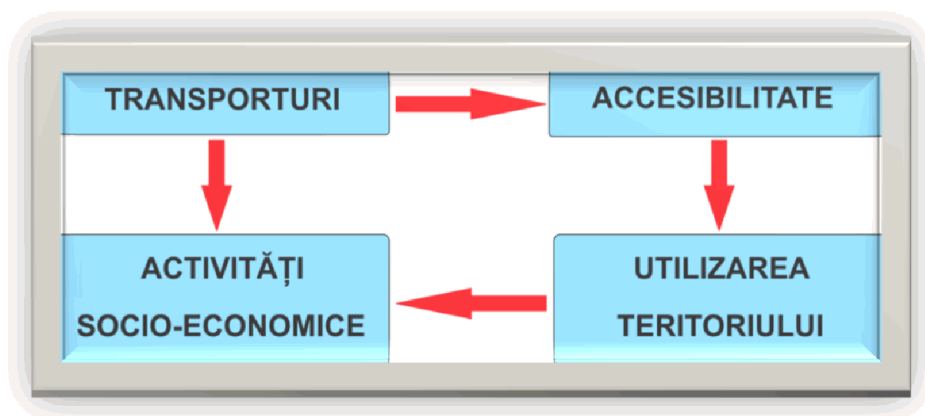 TRANSPORTURI
ACCESIBILITATE
ACTIVITĂȚI
SOCIO-ECONOMICE
UTILIZAREA
TERITORIULUI